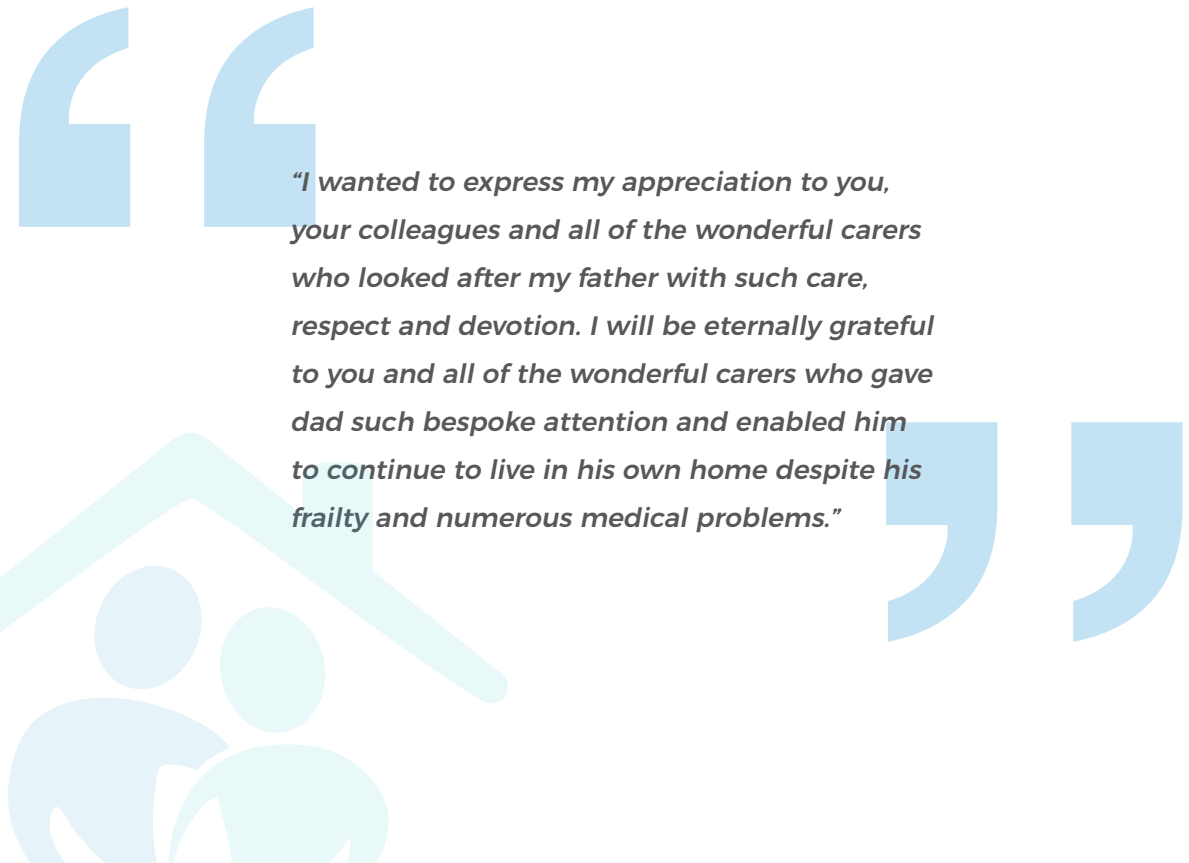 “I wanted to express my appreciation to you,
your colleagues and all of the wonderful carers
who looked after my father with such care,
respect and devotion. I will be eternally grateful
to you and all of the wonderful carers who gave
dad such bespoke attention and enabled him
to continue to live in his own home despite his
frailty and numerous medical problems.”